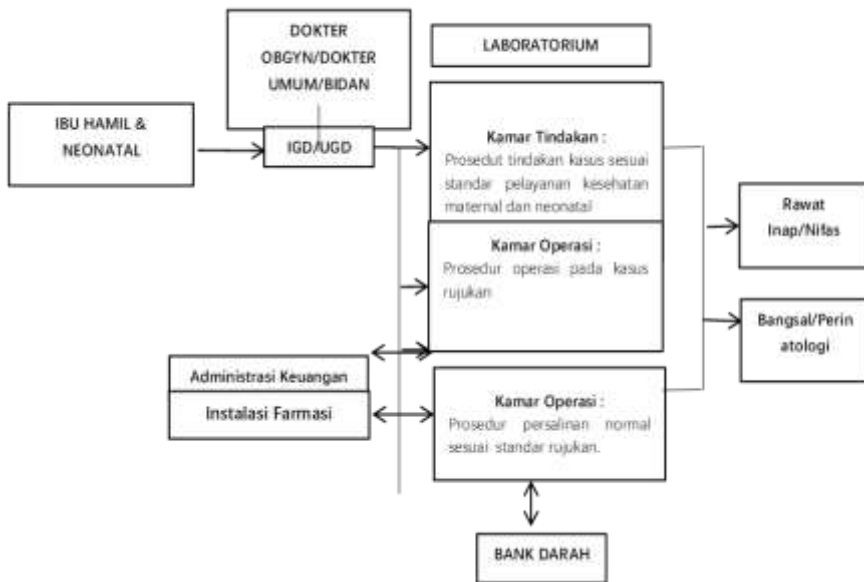 DOKTER
OBGYN/DOKTER
UMUM/BIDAN
LABORATORIUM
IBU HAMIL &
NEONATAL
IGD/UGD
Kamar Tindakan :
Prosedut tindakan kasus sesuai
standar pelayanan kesehatan
maternal dan neonatal
Kamar Operasi :
Prosedur operasi pada kasus
rujukan
Rawat
Inap/Nifas
Bangsal/Perin
atologi
Administrasi Keuangan
Instalasi Farmasi
Kamar Operasi :
Prosedur persalinan normal
sesuai standar rujukan.
BANK DARAH